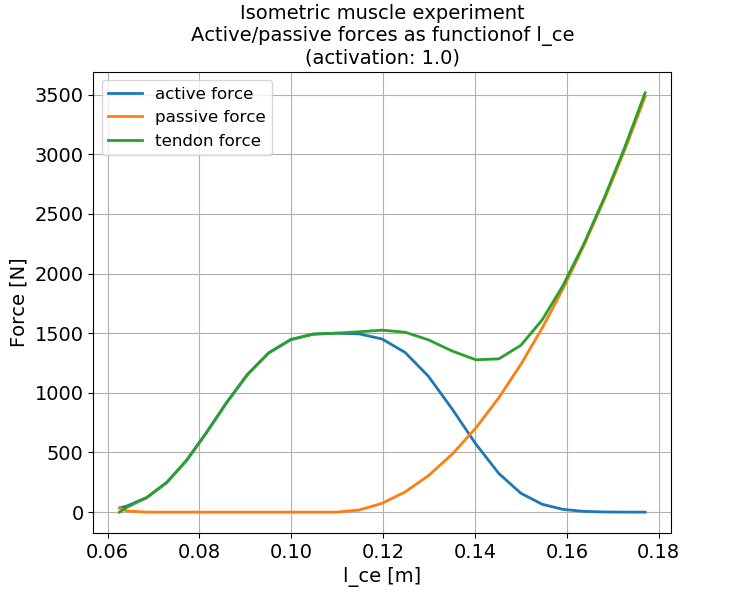 Isometric muscle experiment
Active/passive forces as functionof l_ce
(activation: 1.0)
active force
passive force
tendon force
3500
3000
2500
2000
1500
1000
500
0
Force [N]
0.06 0.08 0.10 0.12 0.14 0.16 0.18
l_ce [m]